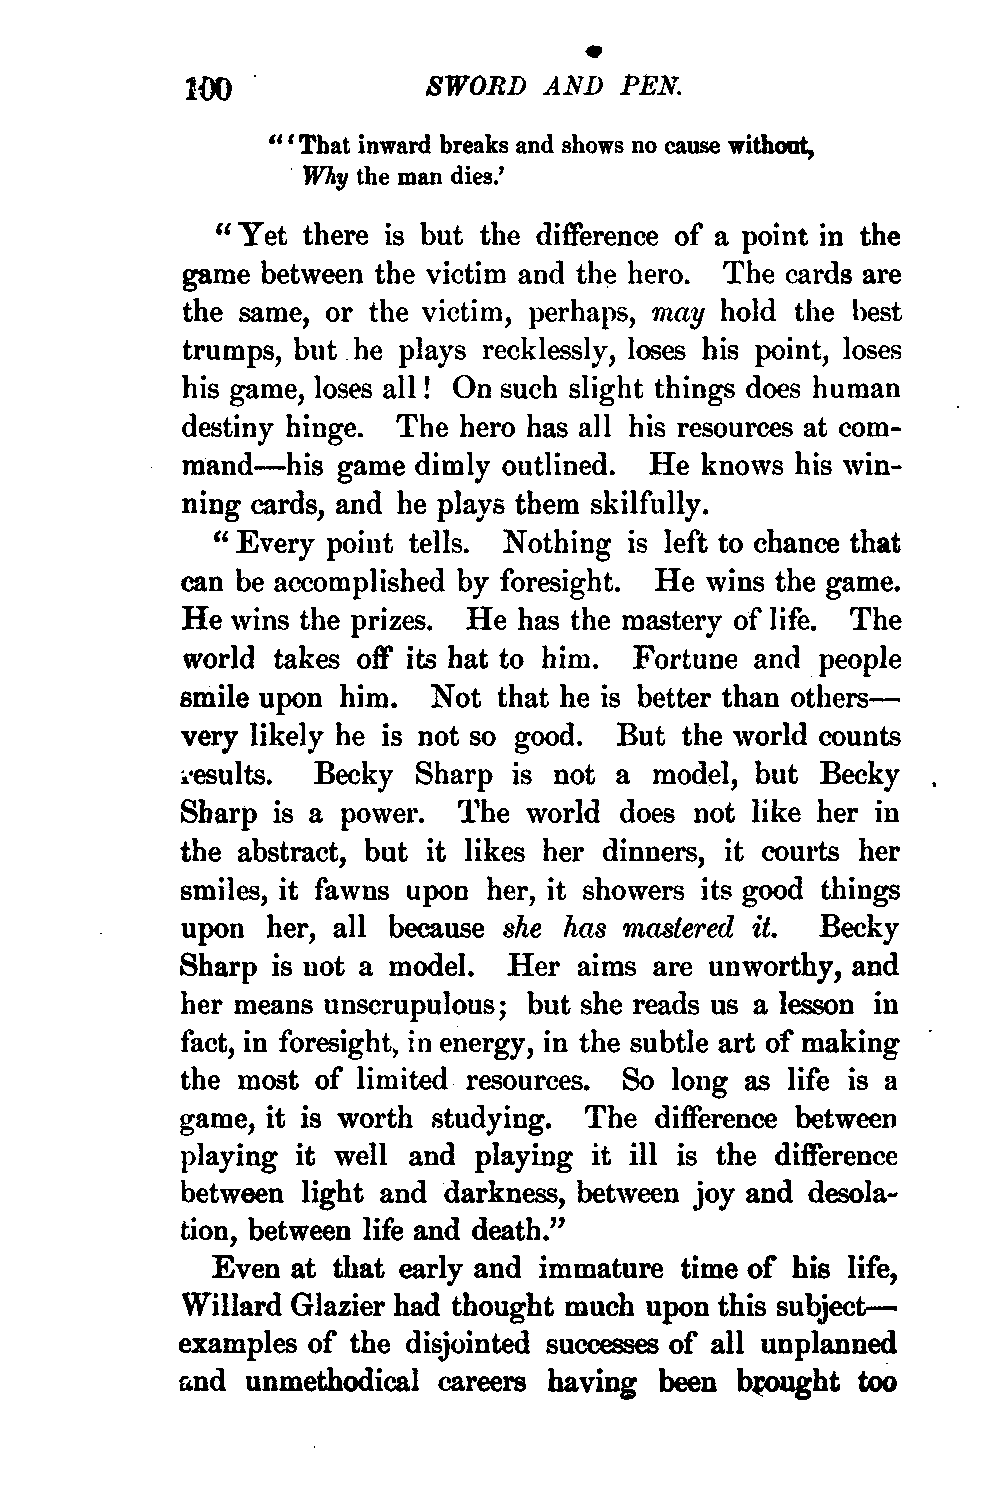 100 SWORD AND PEN.
"'That inward breaks and shows no cause without,
Why the man dies.'
"Yet there is but the difference of a point in the
game between the victim and the hero. The cards are
the same, or the victim, perhaps, may hold the best
trumps, but he plays recklessly, loses his point, loses
his game, loses all! On such slight things does human
destiny hinge. The hero has all his resources at com-
mand—his game dimly outlined. He knows his win-
ning cards, and he plays them skilfully.
"Every point tells. Nothing is left to chance that
can be accomplished by foresight. He wins the game.
He wins the prizes. He has the mastery of life. The
world takes off its hat to him. Fortune and people
smile upon him. Not that he is better than others—
very likely he is not so good. But the world counts
results. Becky Sharp is not a model, but Becky
Sharp is a power. The world does not like her in
the abstract, but it likes her dinners, it courts her
smiles, it fawns upon her, it showers its good things
upon her, all because she has mastered it. Becky
Sharp is not a model. Her aims are unworthy, and
her means unscrupulous; but she reads us a lesson in
fact, in foresight, in energy, in the subtle art of making
the most of limited resources. So long as life is a
game, it is worth studying. The difference between
playing it well and playing it ill is the difference
between light and darkness, between joy and desola-
tion, between life and death."
Even at that early and immature time of his life,
Willard Glazier had thought much upon this subject—
examples of the disjointed successes of all unplanned
and unmethodical careers having been brought too